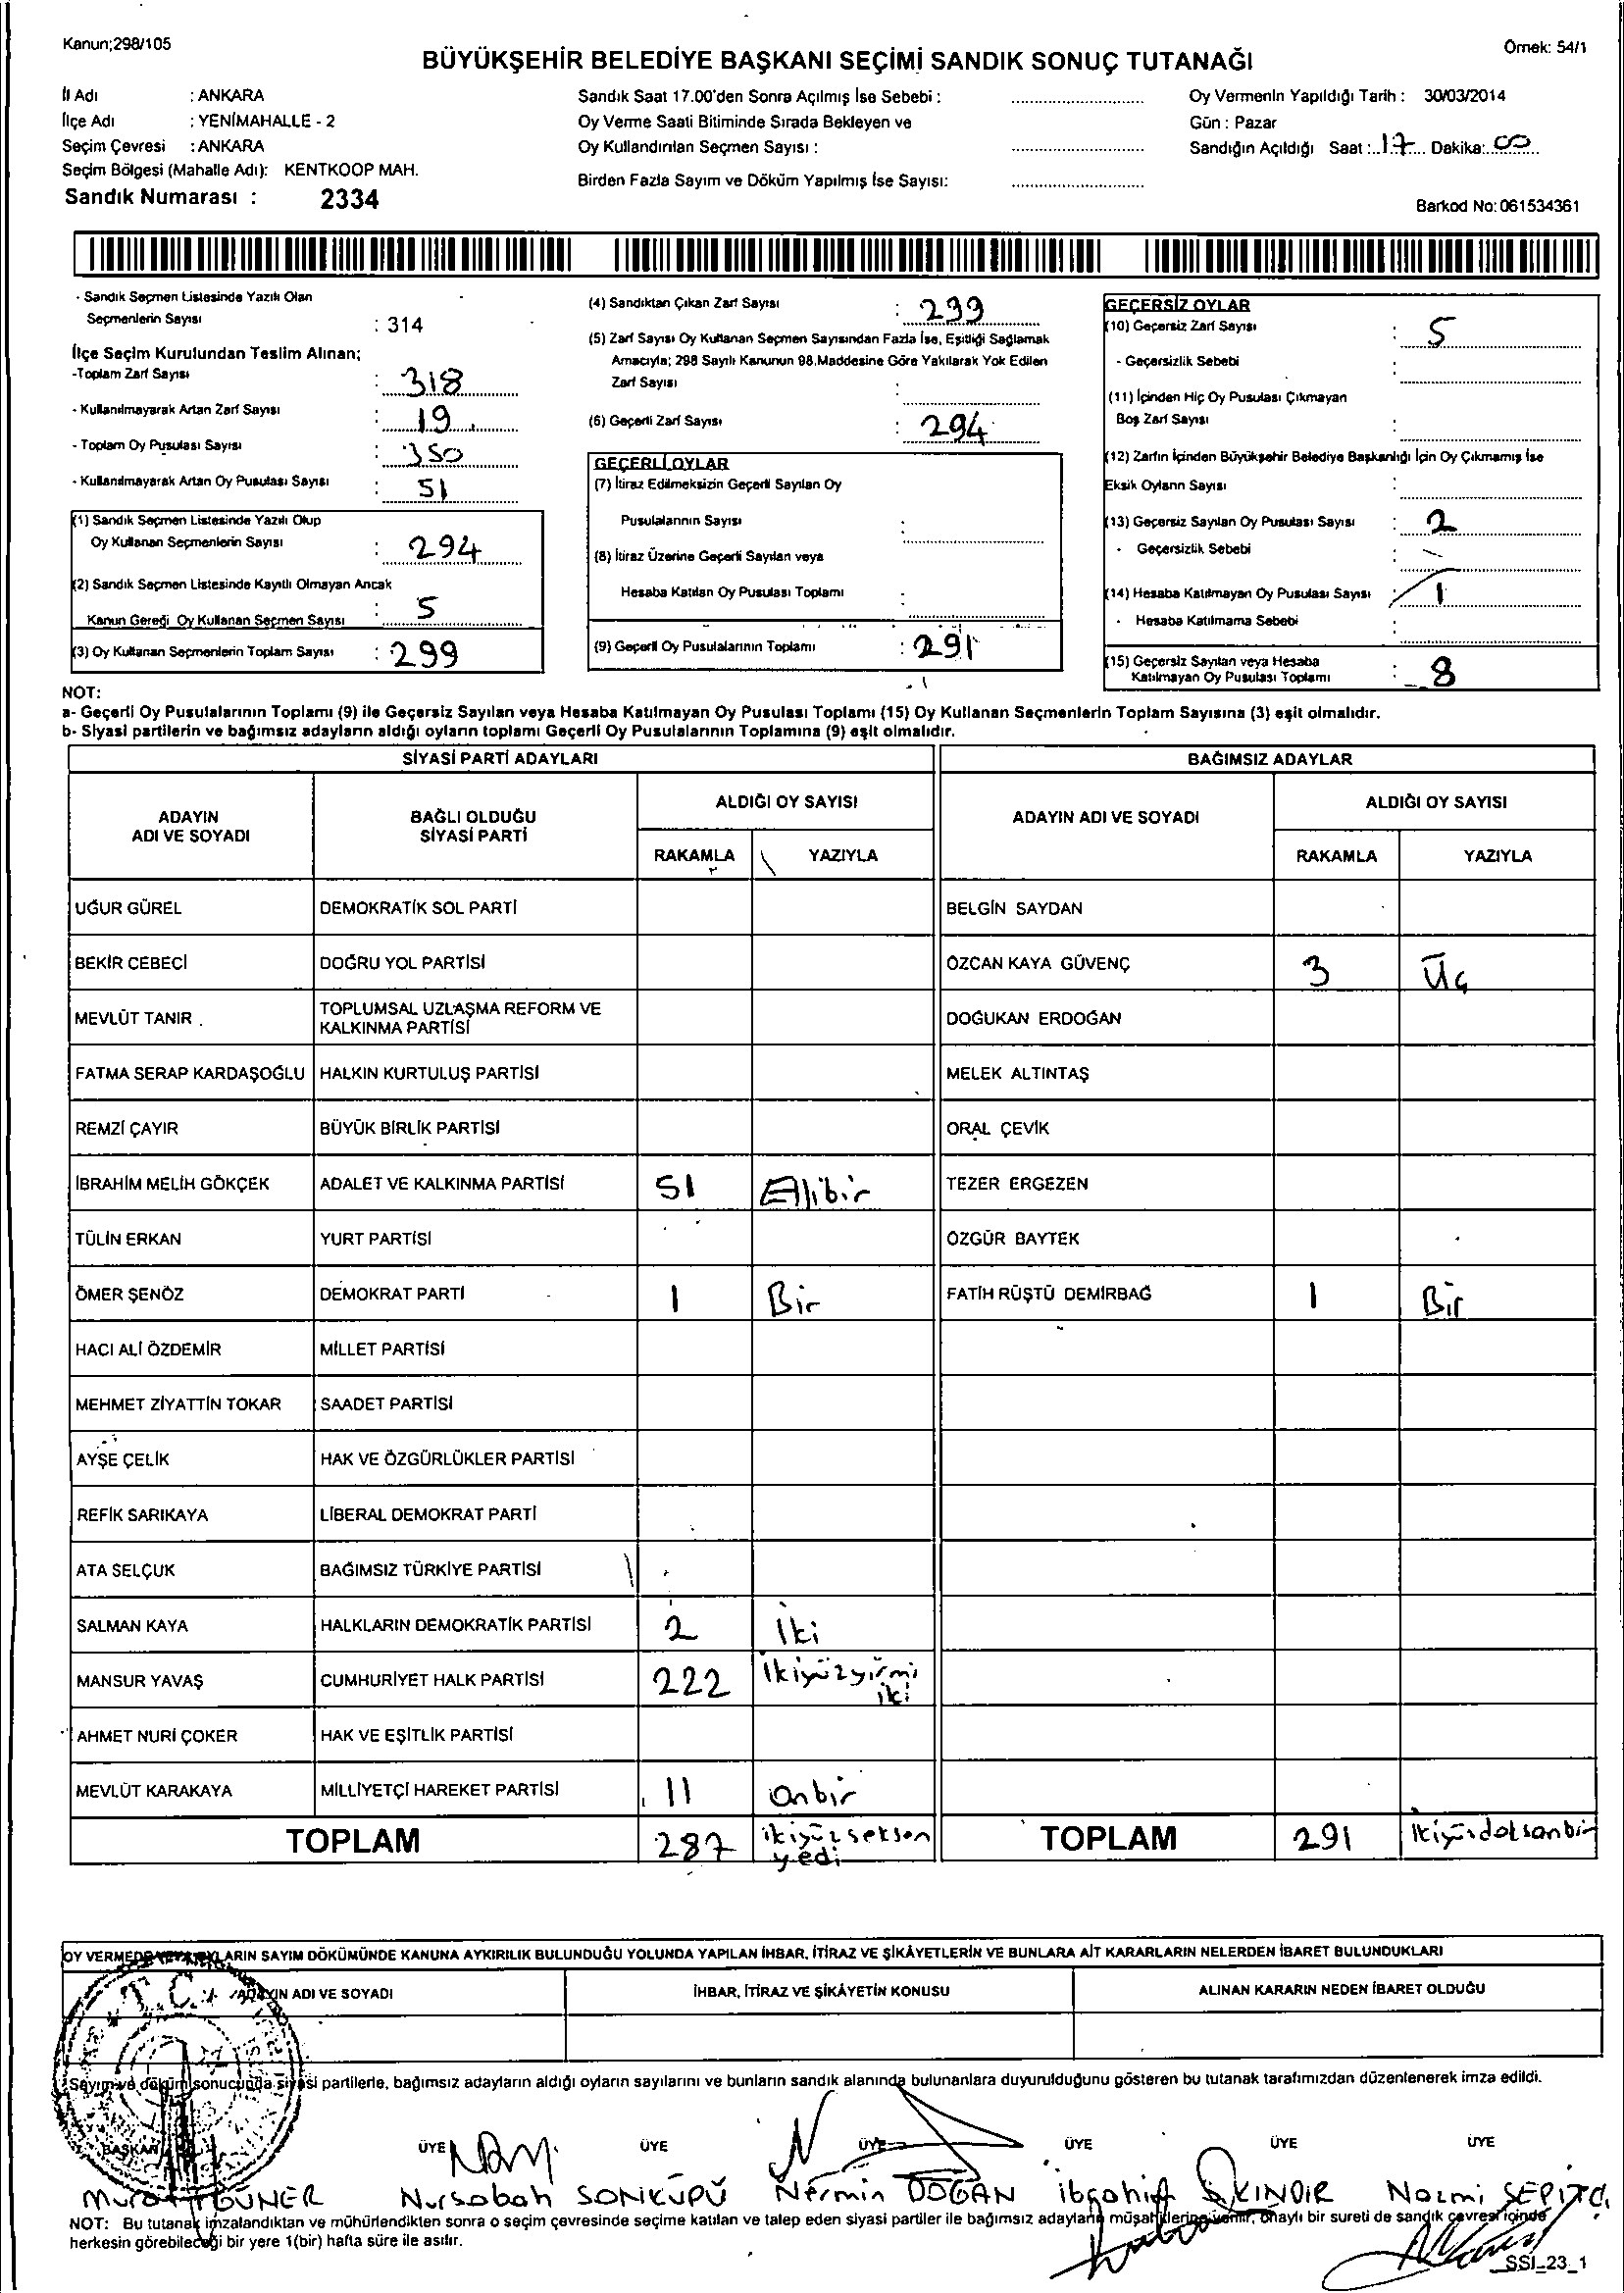 Kanun;298/105
Örnek: 54/1
BÜYÜKŞEHİR BELEDİYE BAŞKANI SEÇİMİ SANDIK SONUÇ TUTANAĞI
İl Adı : ANKARA
İlçe Adı : YENİMAHALLE - 2
Seçim Çevresi : ANKARA
Seçim Bölgesi (Mahalle Adı): KENTKOOP MAH.
Sandık Numarası : 2334
Sandık Saat 17.00'den Sonra Açılmış İse Sebebi :
Oy Verme Saati Bitiminde Sırada Bekleyen ve
Oy Kullandırılan Seçmen Sayısı :
Birden Fazla Sayım ve Döküm Yapılmış İse Sayısı:
Oy Vermenin Yapıldığı Tarih : 30/03/2014
Gün : Pazar
Sandığın Açıldığı Saat : 17 Dakika: 00
Barkod No: 061534361
- Sandık Seçmen Listesinde Yazılı Olan
Seçmenlerin Sayısı : 314
İlçe Seçim Kurulundan Teslim Alınan;
-Toplam Zarf Sayısı : 318
- Kullanılmayarak Artan Zarf Sayısı : 19
- Toplam Oy Pusulası Sayısı : 350
- Kullanılmayarak Artan Oy Pusulası Sayısı : 51
(1) Sandık Seçmen Listesinde Yazılı Olup
Oy Kullanan Seçmenlerin Sayısı : 294
(2) Sandık Seçmen Listesinde Kayıtlı Olmayan Ancak
Kanun Gereği Oy Kullanan Seçmen Sayısı : 5
(3) Oy Kullanan Seçmenlerin Toplam Sayısı : 299
(4) Sandıktan Çıkan Zarf Sayısı : 299
(5) Zarf Sayısı Oy Kullanan Seçmen Sayısından Fazla İse, Eşitliği Sağlamak
Amacıyla; 298 Sayılı Kanunun 98.Maddesine Göre Yakılarak Yok Edilen
Zarf Sayısı :
(6) Geçerli Zarf Sayısı : 294
GEÇERLİ OYLAR
(7) İtiraz Edilmeksizin Geçerli Sayılan Oy
Pusulalarının Sayısı :
(8) İtiraz Üzerine Geçerli Sayılan veya
Hesaba Katılan Oy Pusulası Toplamı :
(9) Geçerli Oy Pusulalarının Toplamı : 291
GEÇERSİZ OYLAR
(10) Geçersiz Zarf Sayısı : 5
- Geçersizlik Sebebi :
(11) İçinden Hiç Oy Pusulası Çıkmayan
Boş Zarf Sayısı :
(12) Zarfın İçinden Büyükşehir Belediye Başkanlığı İçin Oy Çıkmamış İse
Eksik Oyların Sayısı :
(13) Geçersiz Sayılan Oy Pusulası Sayısı : 2
- Geçersizlik Sebebi :
(14) Hesaba Katılmayan Oy Pusulası Sayısı 1
- Hesaba Katılmama Sebebi :
(15) Geçersiz Sayılan veya Hesaba
Katılmayan Oy Pusulası Toplamı : 8
NOT:
a- Geçerli Oy Pusulalarının Toplamı (9) ile Geçersiz Sayılan veya Hesaba Katılmayan Oy Pusulası Toplamı (15) Oy Kullanan Seçmenlerin Toplam Sayısına (3) eşit olmalıdır.
b- Siyasi partilerin ve bağımsız adayların aldığı oyların toplamı Geçerli Oy Pusulalarının Toplamına (9) eşit olmalıdır.
SİYASİ PARTİ ADAYLARI
BAĞIMSIZ ADAYLAR
ADAYIN ADI VE SOYADI
BAĞLI OLDUĞU SİYASİ PARTİ
ALDIĞI OY SAYISI
RAKAMLA YAZIYLA
ADAYIN ADI VE SOYADI
ALDIĞI OY SAYISI
RAKAMLA YAZIYLA
UĞUR GÜREL DEMOKRATİK SOL PARTİ BELGİN SAYDAN
BEKİR CEBECİ DOĞRU YOL PARTİSİ ÖZCAN KAYA GÜVENÇ 3 Üç
MEVLÜT TANIR TOPLUMSAL UZLAŞMA REFORM VE KALKINMA PARTİSİ DOĞUKAN ERDOĞAN
FATMA SERAP KARDAŞOĞLU HALKIN KURTULUŞ PARTİSİ MELEK ALTINTAŞ
REMZİ ÇAYIR BÜYÜK BİRLİK PARTİSİ ORAL ÇEVİK
İBRAHİM MELİH GÖKÇEK ADALET VE KALKINMA PARTİSİ 51 Ellibir TEZER ERGEZEN
TÜLİN ERKAN YURT PARTİSİ ÖZGÜR BAYTEK
ÖMER ŞENÖZ DEMOKRAT PARTİ 1 Bir FATİH RÜŞTÜ DEMİRBAĞ 1 Bir
HACI ALİ ÖZDEMİR MİLLET PARTİSİ
MEHMET ZİYATTİN TOKAR SAADET PARTİSİ
AYŞE ÇELİK HAK VE ÖZGÜRLÜKLER PARTİSİ
REFİK SARIKAYA LİBERAL DEMOKRAT PARTİ
ATA SELÇUK BAĞIMSIZ TÜRKİYE PARTİSİ
SALMAN KAYA HALKLARIN DEMOKRATİK PARTİSİ 2 İki
MANSUR YAVAŞ CUMHURİYET HALK PARTİSİ 222 İkiyüzyirmi iki
AHMET NURİ ÇOKER HAK VE EŞİTLİK PARTİSİ
MEVLÜT KARAKAYA MİLLİYETÇİ HAREKET PARTİSİ 11 Onbir
TOPLAM 287 ikiyüzseksen yedi TOPLAM 291 İkiyüzdoksanbir
OY VERMEDE VEYA OYLARIN SAYIM DÖKÜMÜNDE KANUNA AYKIRILIK BULUNDUĞU YOLUNDA YAPILAN İHBAR, İTİRAZ VE ŞİKÂYETLERİN VE BUNLARA AİT KARARLARIN NELERDEN İBARET BULUNDUKLARI
ADAYIN ADI VE SOYADI İHBAR, İTİRAZ VE ŞİKÂYETİN KONUSU ALINAN KARARIN NEDEN İBARET OLDUĞU
T.C.
Sayım ve döküm sonucunda siyasi partilerle, bağımsız adayların aldığı oyların sayılarını ve bunların sandık alanında bulunanlara duyurulduğunu gösteren bu tutanak tarafımızdan düzenlenerek imza edildi.
BAŞKAN ÜYE ÜYE ÜYE ÜYE ÜYE ÜYE
Murat GÜNER Nursabah SONKÜPÜ Nermin DOĞAN İbrahim Nazmi
NOT: Bu tutanak imzalandıktan ve mühürlendikten sonra o seçim çevresinde seçime katılan ve talep eden siyasi partiler ile bağımsız adayların müşahitlerine verilir, onaylı bir sureti de sandık çevresi içinde
herkesin görebileceği bir yere 1(bir) hafta süre ile asılır.
SSI_23_1